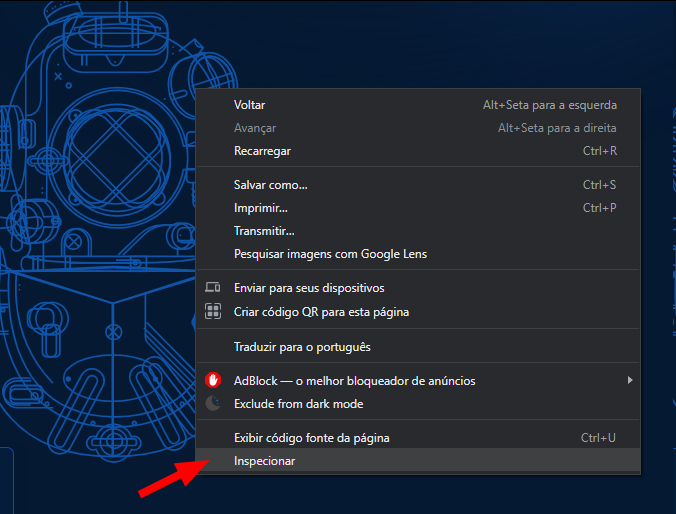 Voltar Alt+Seta para a esquerda
Avançar Alt+Seta para a direita
Recarregar Ctrl+R
Salvar como... Ctrl+S
Imprimir... Ctrl+P
Transmitir...
Pesquisar imagens com Google Lens
Enviar para seus dispositivos
Criar código QR para esta página
Traduzir para o português
AdBlock — o melhor bloqueador de anúncios
Exclude from dark mode
Exibir código fonte da página Ctrl+U
Inspecionar